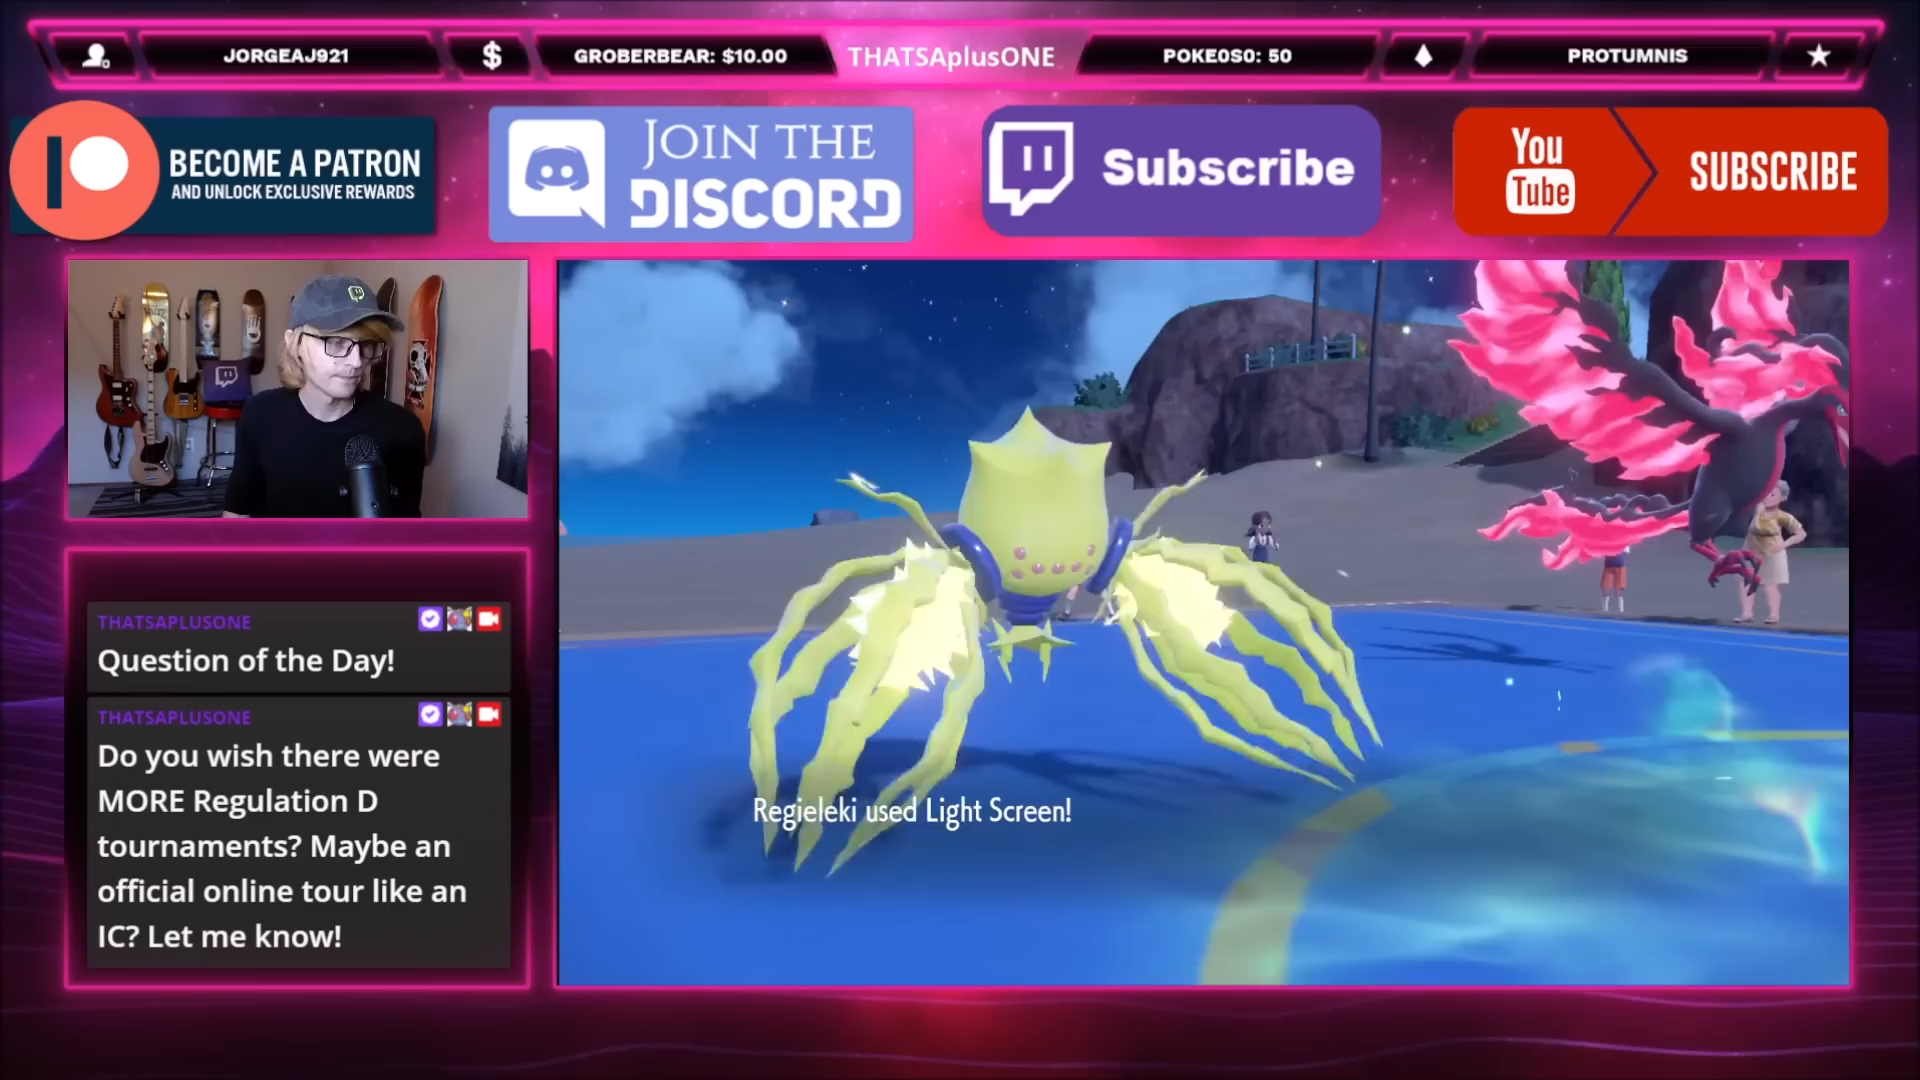 JORGEAJ921
$
GROBERBEAR: $10.00
THATSAplusONE
POKE0S0: 50
PROTUMNIS
BECOME A PATRON
AND UNLOCK EXCLUSIVE REWARDS
JOIN THE
DISCORD
Subscribe
You
Tube
SUBSCRIBE
THATSAPLUSONE
Question of the Day!
THATSAPLUSONE
Do you wish there were
MORE Regulation D
tournaments? Maybe an
official online tour like an
IC? Let me know!
Regieleki used Light Screen!